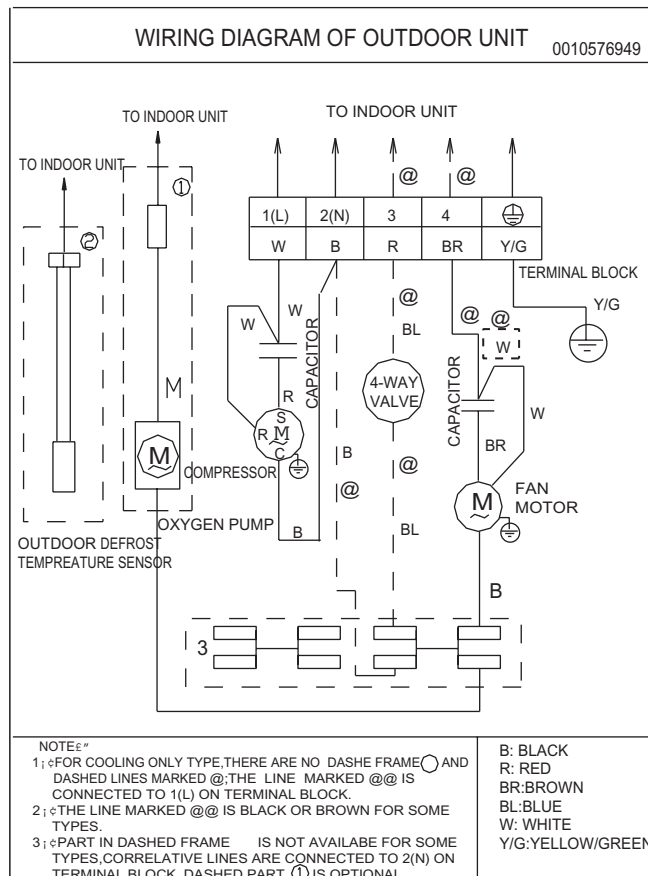 WIRING DIAGRAM OF OUTDOOR UNIT 0010576949
TO INDOOR UNIT
TO INDOOR UNIT
TO INDOOR UNIT
①
②
@ @
1(L) 2(N) 3 4
W B R BR Y/G
TERMINAL BLOCK
Y/G
@ @ @
W
W W
BL
CAPACITOR
4-WAY
VALVE
CAPACITOR
W
R
S
R M
C
M
BR
B
@
@
M
COMPRESSOR
M
FAN
MOTOR
OXYGEN PUMP
B
BL
OUTDOOR DEFROST
TEMPREATURE SENSOR
B
3
NOTE£"
1¡¢FOR COOLING ONLY TYPE,THERE ARE NO DASHE FRAME AND
DASHED LINES MARKED @;THE LINE MARKED @@ IS
CONNECTED TO 1(L) ON TERMINAL BLOCK.
2¡¢THE LINE MARKED @@ IS BLACK OR BROWN FOR SOME
TYPES.
3¡¢PART IN DASHED FRAME IS NOT AVAILABE FOR SOME
TYPES,CORRELATIVE LINES ARE CONNECTED TO 2(N) ON
TERMINAL BLOCK. DASHED PART ① IS OPTIONAL
B: BLACK
R: RED
BR:BROWN
BL:BLUE
W: WHITE
Y/G:YELLOW/GREEN